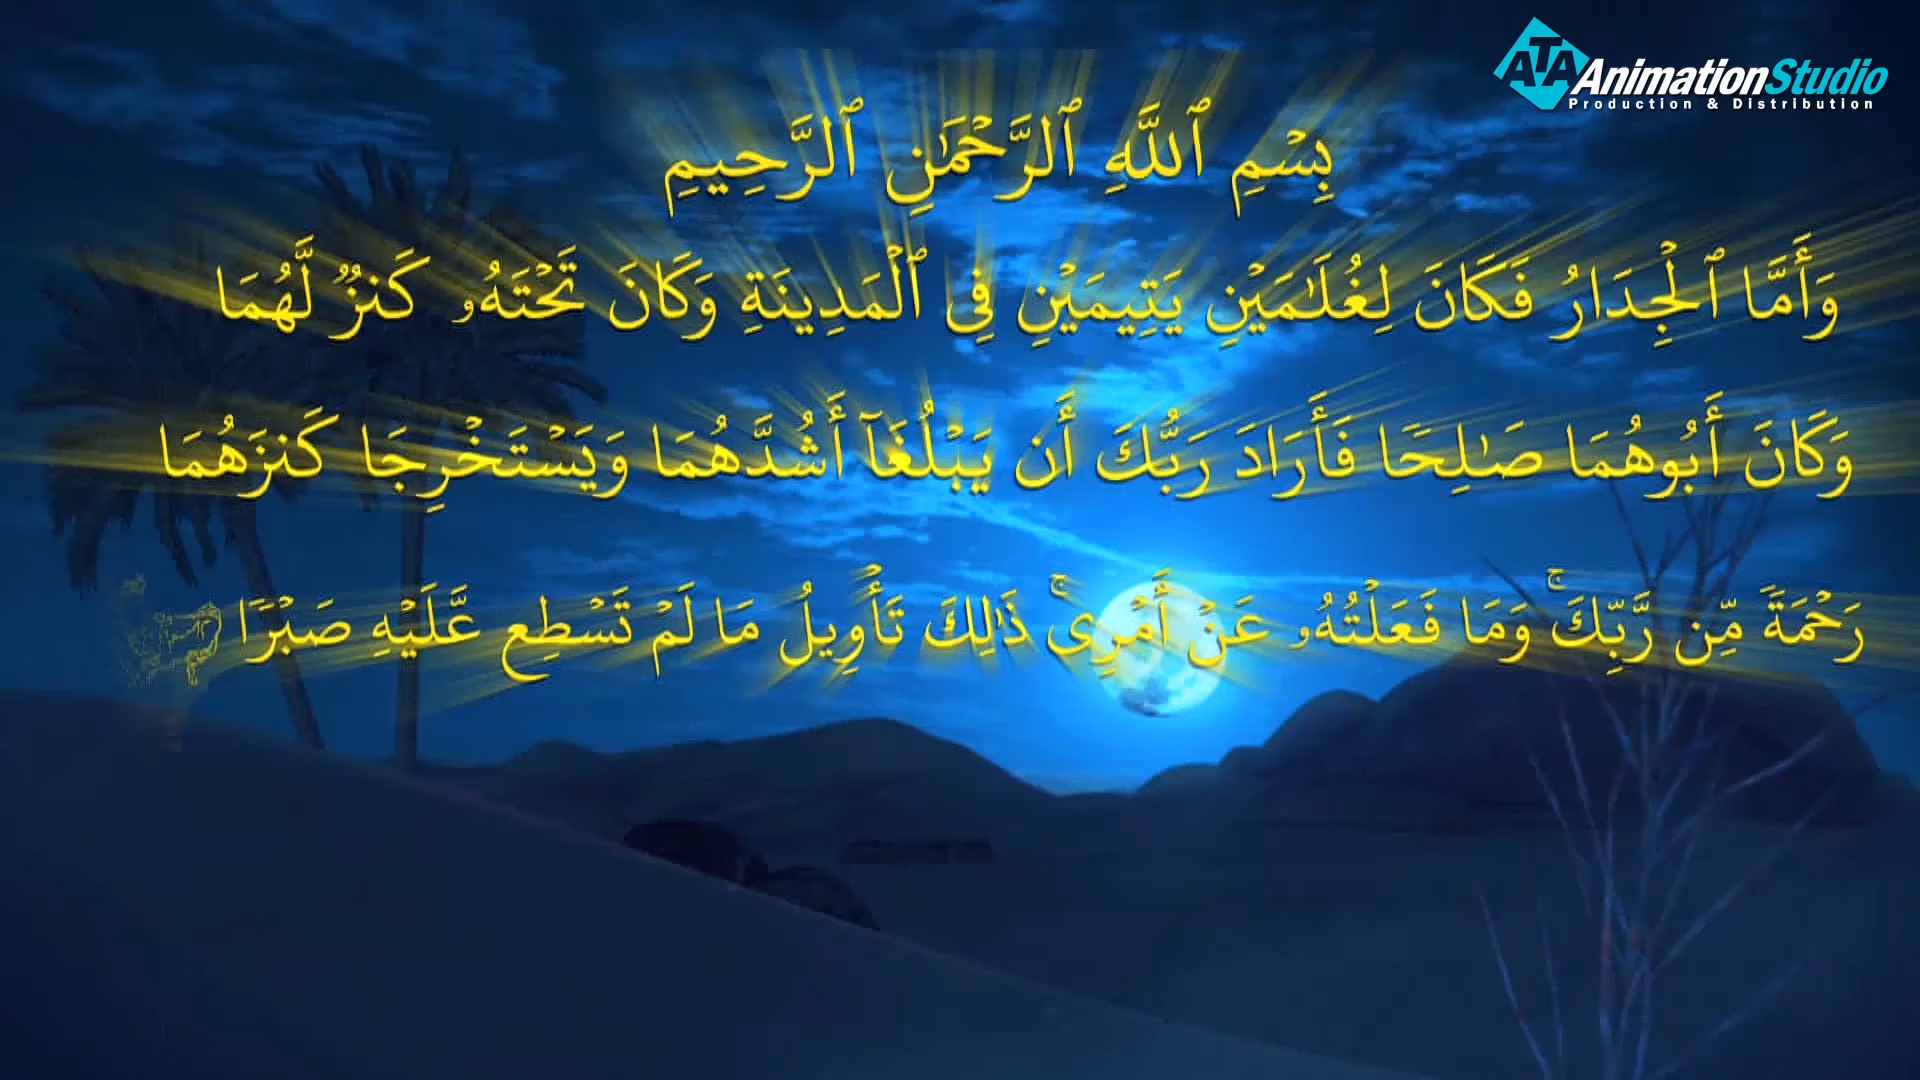 ATA AnimationStudio
Production & Distribution
بِسْمِ ٱللَّهِ ٱلرَّحْمَٰنِ ٱلرَّحِيمِ
وَأَمَّا ٱلْجِدَارُ فَكَانَ لِغُلَٰمَيْنِ يَتِيمَيْنِ فِى ٱلْمَدِينَةِ وَكَانَ تَحْتَهُۥ كَنزٌ لَّهُمَا
وَكَانَ أَبُوهُمَا صَٰلِحًا فَأَرَادَ رَبُّكَ أَن يَبْلُغَآ أَشُدَّهُمَا وَيَسْتَخْرِجَا كَنزَهُمَا
رَحْمَةً مِّن رَّبِّكَ ۚ وَمَا فَعَلْتُهُۥ عَنْ أَمْرِى ۚ ذَٰلِكَ تَأْوِيلُ مَا لَمْ تَسْطِع عَّلَيْهِ صَبْرًا